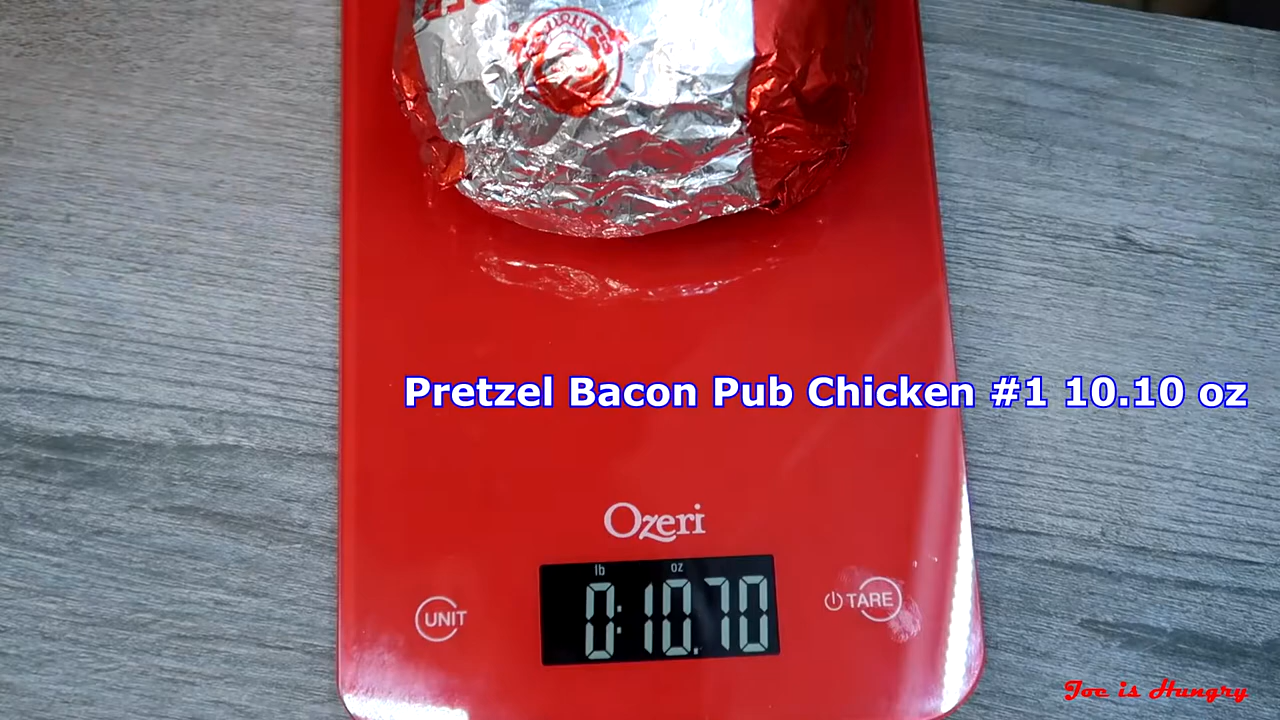 Pretzel Bacon Pub Chicken #1 10.10 oz
Ozeri
lb oz
0:10.70
UNIT
TARE
Joe is Hungry